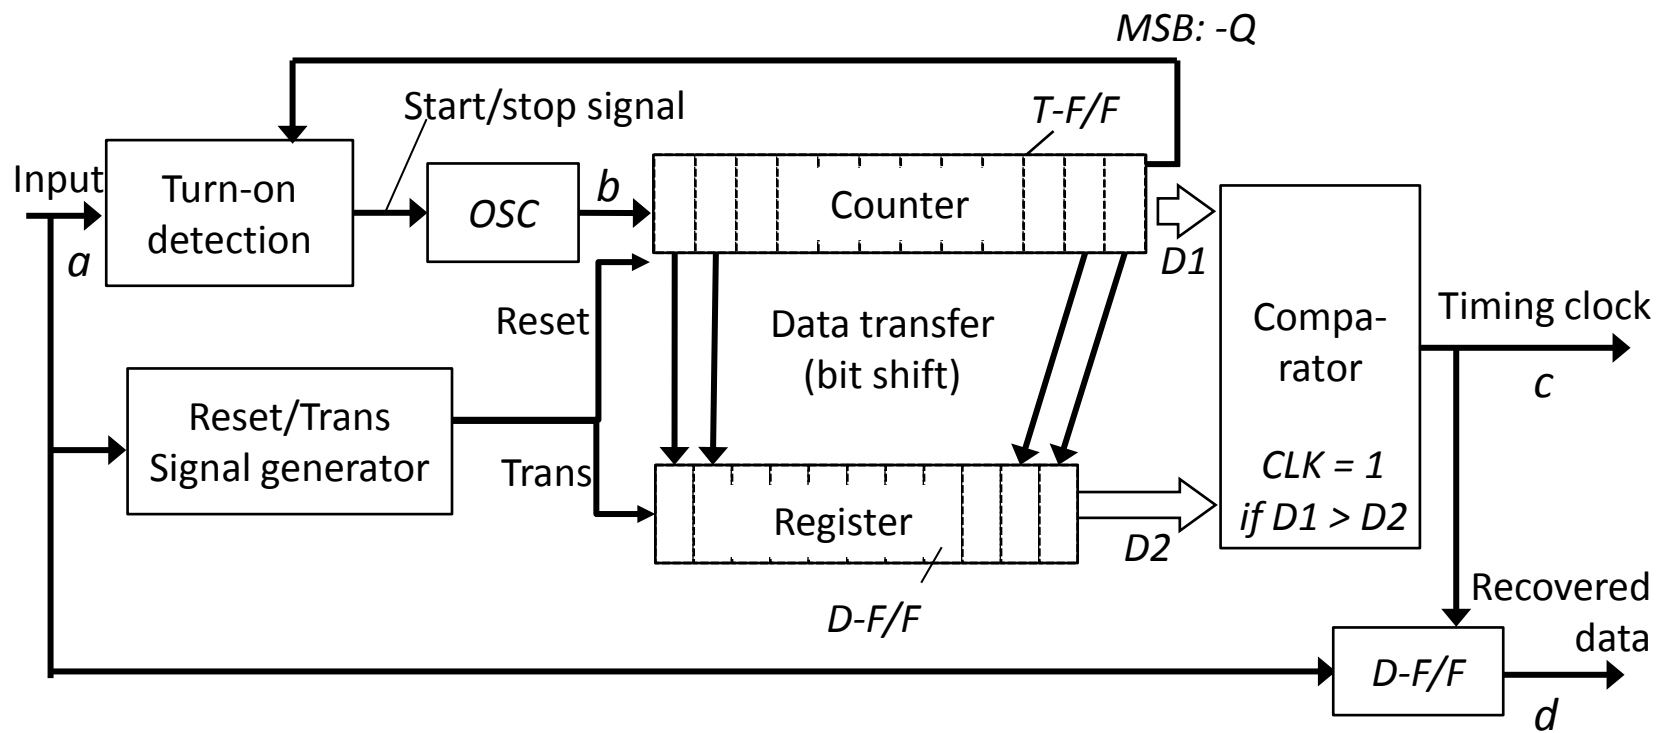 MSB: -Q
Start/stop signal
T-F/F
Input
Turn-on
detection
OSC
b
Counter
a
D1
Reset
Data transfer
(bit shift)
Compa-
rator
Timing clock
c
Reset/Trans
Signal generator
Trans
CLK = 1
if D1 > D2
Register
D2
D-F/F
Recovered
data
D-F/F
d